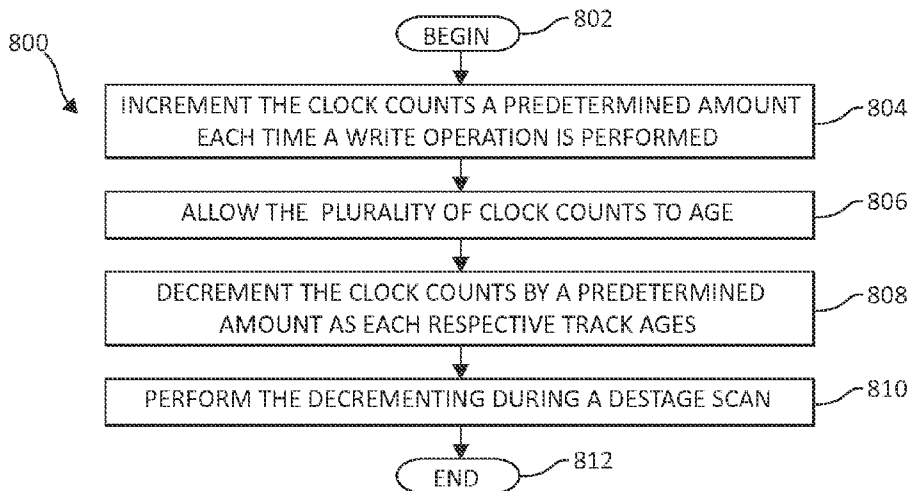 800
BEGIN
802
INCREMENT THE CLOCK COUNTS A PREDETERMINED AMOUNT
EACH TIME A WRITE OPERATION IS PERFORMED
804
ALLOW THE PLURALITY OF CLOCK COUNTS TO AGE
806
DECREMENT THE CLOCK COUNTS BY A PREDETERMINED
AMOUNT AS EACH RESPECTIVE TRACK AGES
808
PERFORM THE DECREMENTING DURING A DESTAGE SCAN
810
END
812